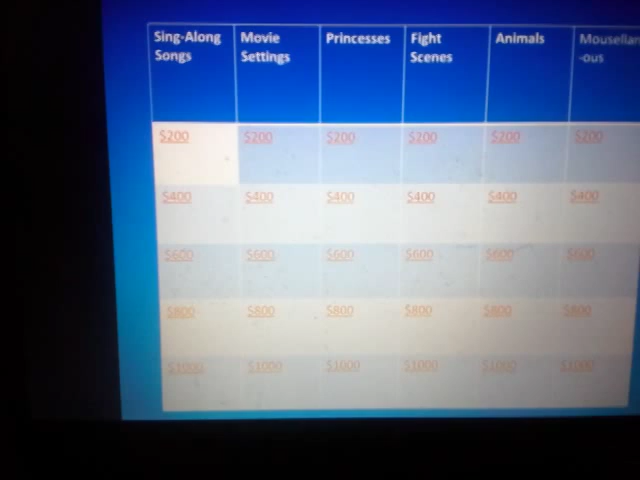 Sing-Along Songs Movie Settings Princesses Fight Scenes Animals Mousellan -ous
$200 $200 $200 $200 $200 $200
$400 $400 $400 $400 $400 $400
$600 $600 $600 $600 $600 $600
$800 $800 $800 $800 $800 $800
$1000 $1000 $1000 $1000 $1000 $1000